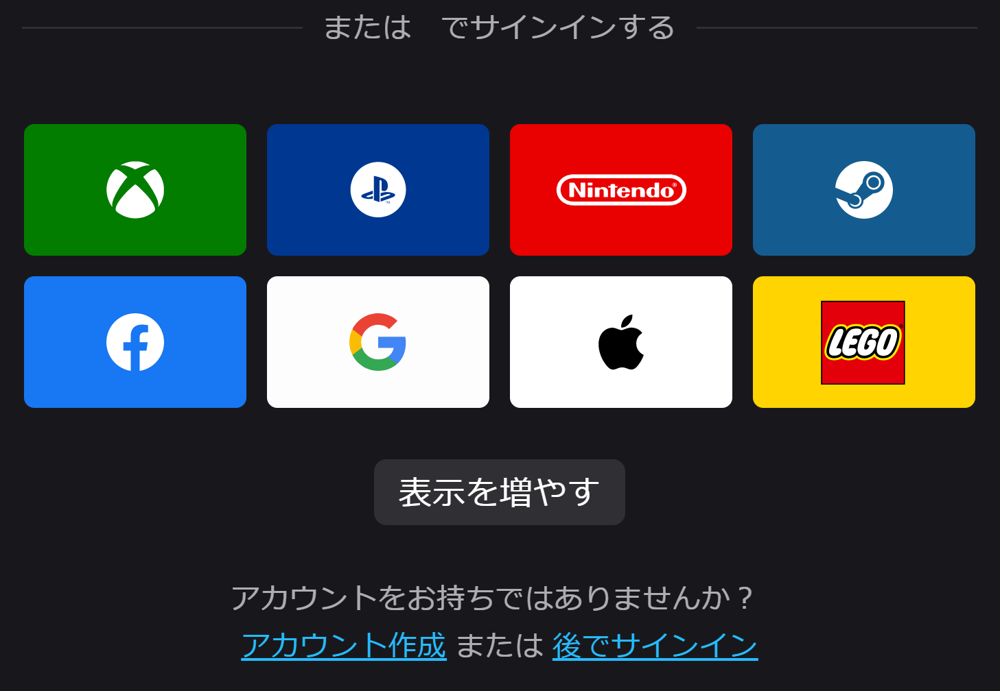 または　でサインインする
Nintendo®
LEGO
表示を増やす
アカウントをお持ちではありませんか？
アカウント作成 または 後でサインイン